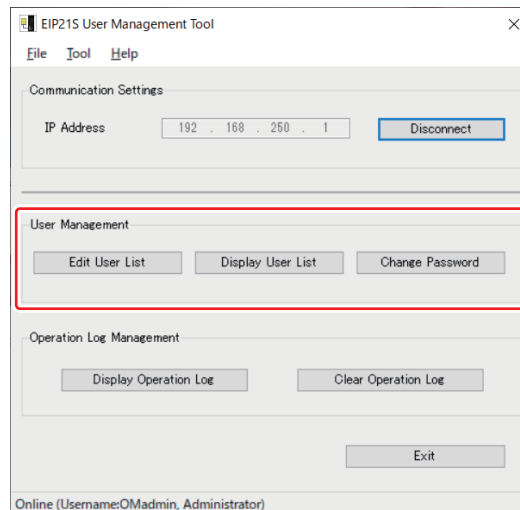 EIP21S User Management Tool
File Tool Help
Communication Settings
IP Address 192 . 168 . 250 . 1 Disconnect
User Management
Edit User List Display User List Change Password
Operation Log Management
Display Operation Log Clear Operation Log
Exit
Online (Username:OMadmin, Administrator)